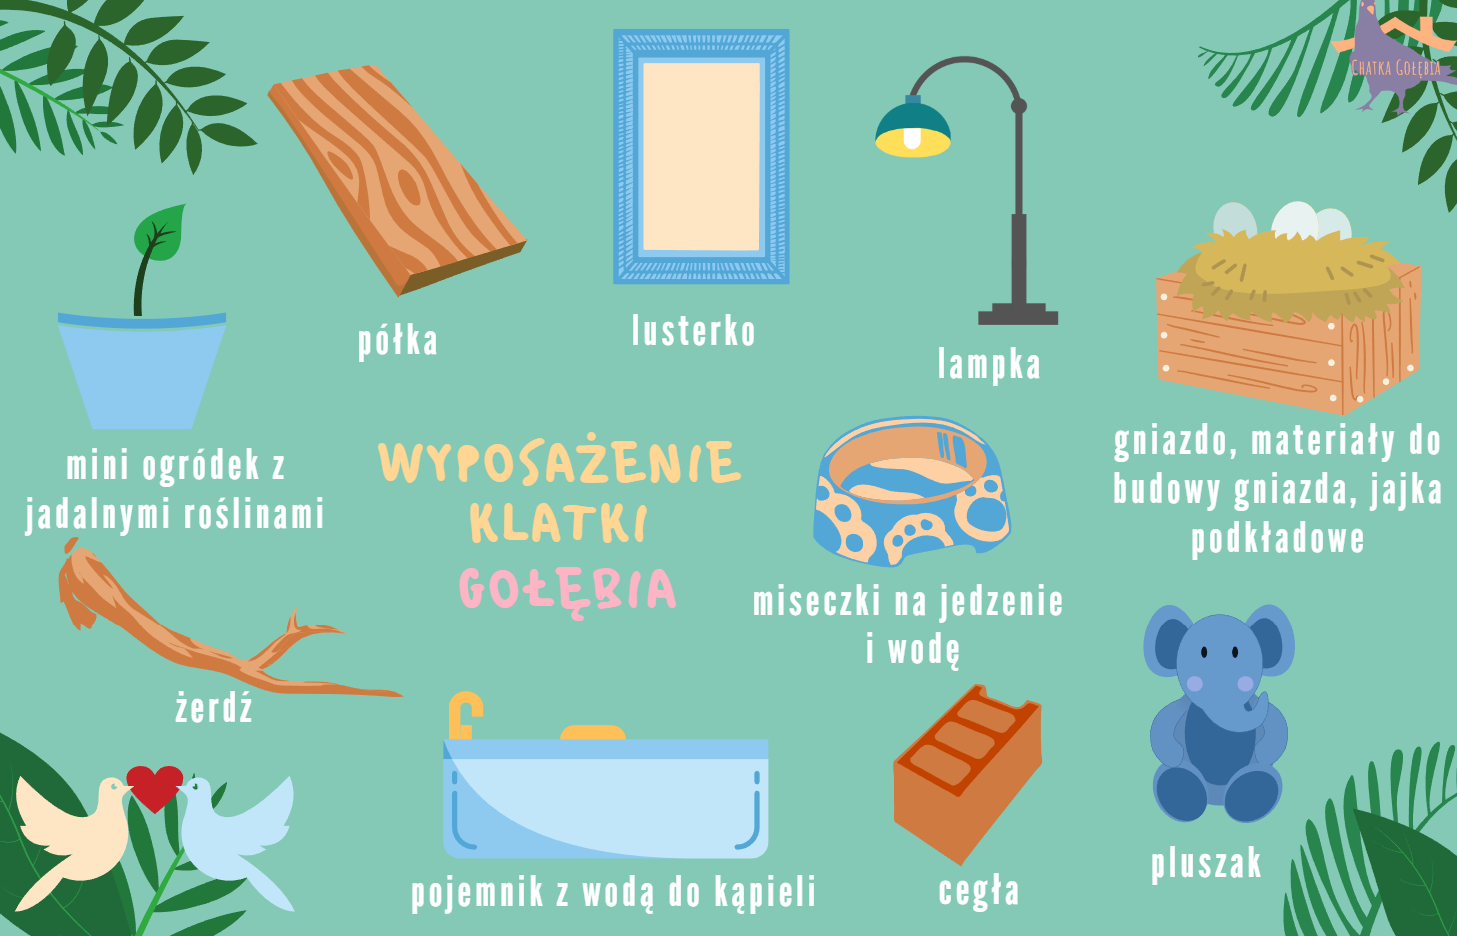 CHATKA GOŁĘBIA
półka
lusterko
lampka
mini ogródek z
jadalnymi roślinami
WYPOSAŻENIE
KLATKI
GOŁĘBIA
gniazdo, materiały do
budowy gniazda, jajka
podkładowe
miseczki na jedzenie
i wodę
żerdź
pojemnik z wodą do kąpieli
cegła
pluszak